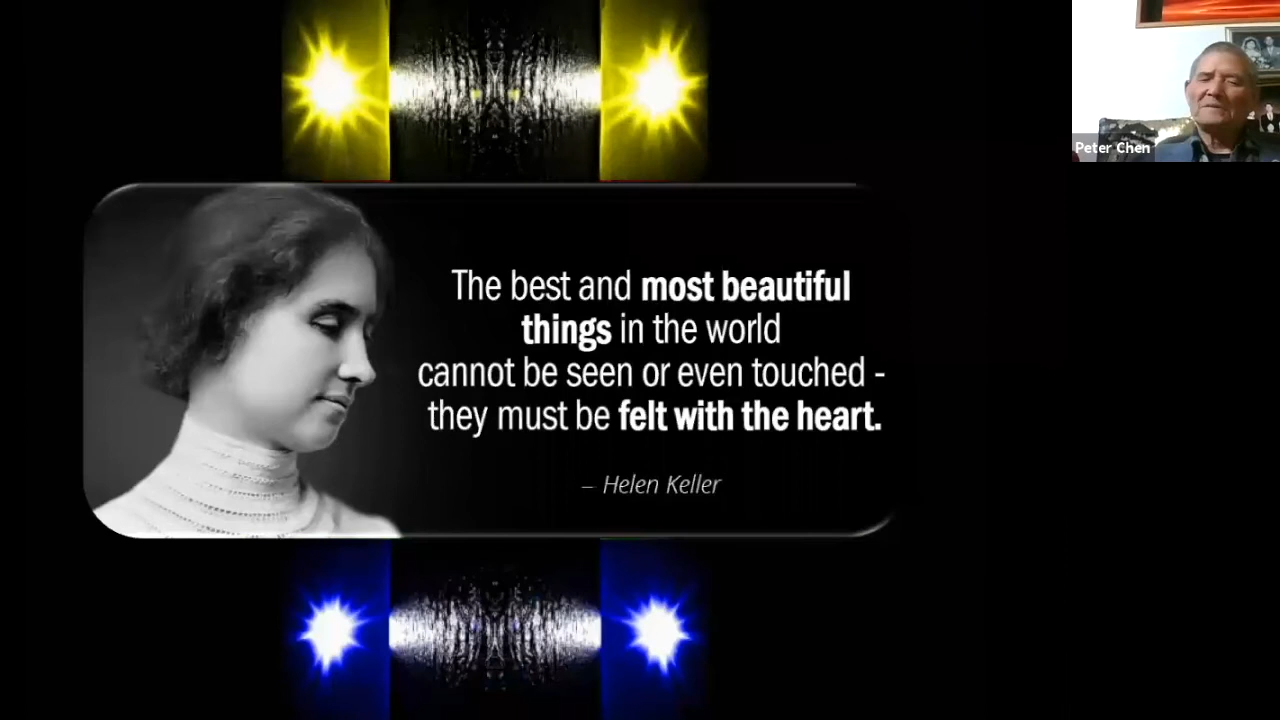 The best and most beautiful
things in the world
cannot be seen or even touched -
they must be felt with the heart.
– Helen Keller
Peter Chen